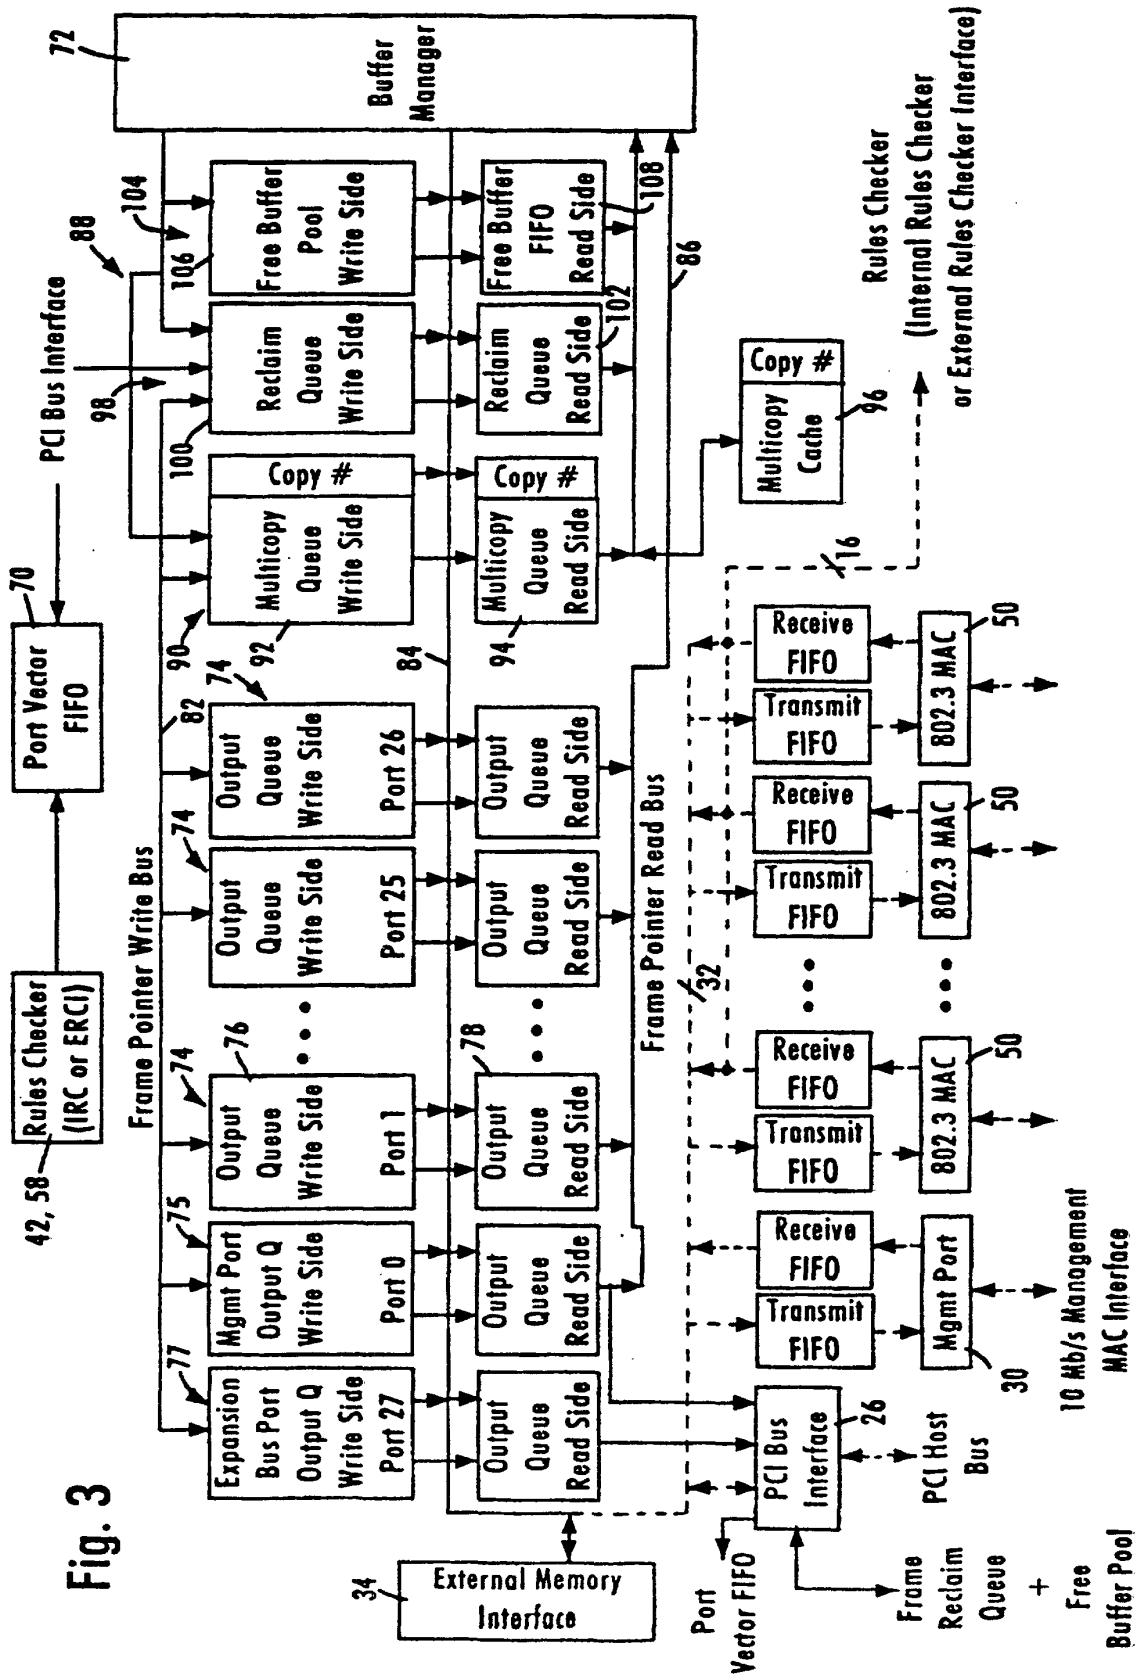 Fig. 3
42, 58
Rules Checker
(IRC or ERCI)
70
Port Vector
FIFO
PCI Bus Interface
88
72
Buffer
Manager
Frame Pointer Write Bus
82
98
104
77
Expansion
Bus Port
Output Q
Write Side
Port 27
75
Mgmt Port
Output Q
Write Side
Port 0
74
76
Output
Queue
Write Side
Port 1
74
Output
Queue
Write Side
Port 25
74
Output
Queue
Write Side
Port 26
90
92
Multicopy
Queue
Write Side
Copy #
100
Reclaim
Queue
Write Side
106
Free Buffer
Pool
Write Side
84
34
External Memory
Interface
Output
Queue
Read Side
Output
Queue
Read Side
78
Output
Queue
Read Side
Output
Queue
Read Side
Output
Queue
Read Side
94
Multicopy
Queue
Read Side
Copy #
Reclaim
Queue
Read Side
102
Free Buffer
FIFO
Read Side
108
Frame Pointer Read Bus
86
32
16
Multicopy
Cache
Copy #
96
Port
Vector FIFO
PCI Bus
Interface
26
Transmit
FIFO
Receive
FIFO
Transmit
FIFO
Receive
FIFO
Transmit
FIFO
Receive
FIFO
Transmit
FIFO
Receive
FIFO
30
Mgmt Port
802.3 MAC
50
802.3 MAC
50
802.3 MAC
50
Rules Checker
(Internal Rules Checker
or External Rules Checker Interface)
Frame
Reclaim
Queue
+
Free
Buffer Pool
PCI Host
Bus
10 Mb/s Management
MAC Interface